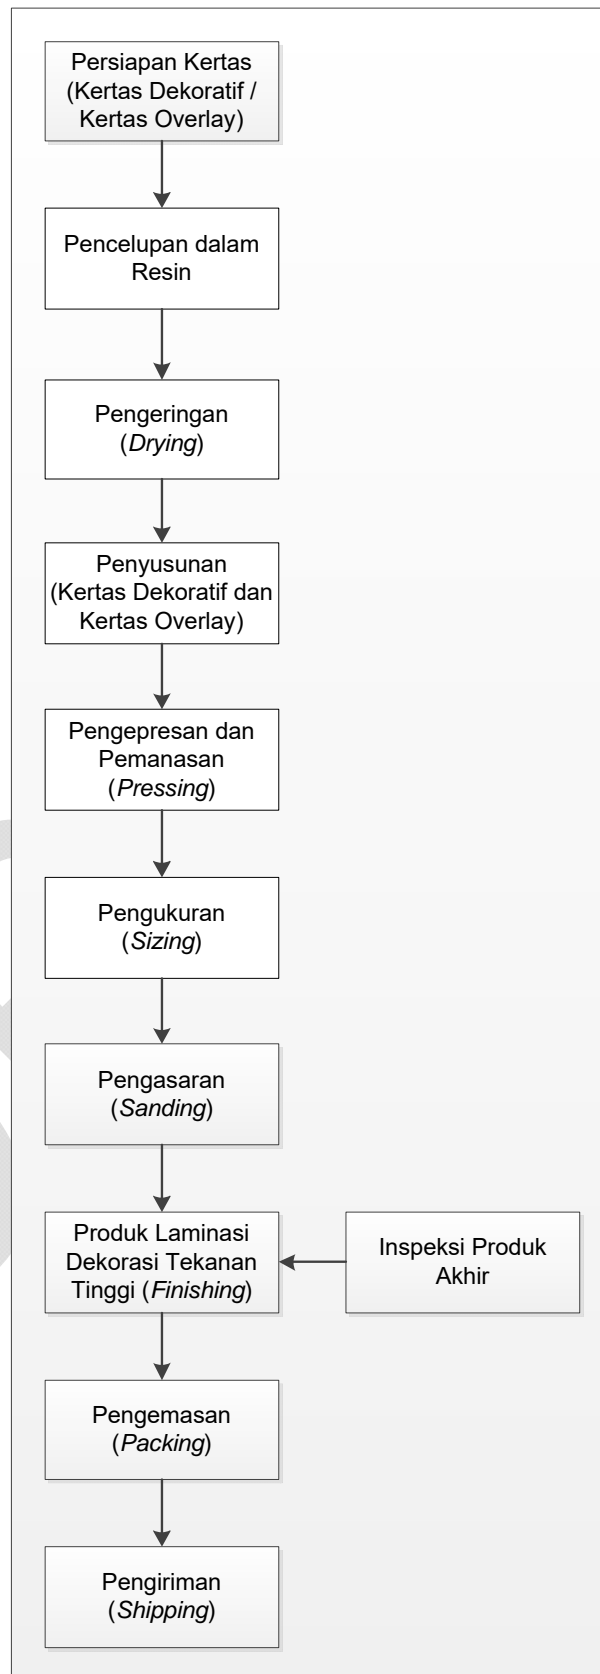 Persiapan Kertas
(Kertas Dekoratif /
Kertas Overlay)
Pencelupan dalam
Resin
Pengeringan
(Drying)
Penyusunan
(Kertas Dekoratif dan
Kertas Overlay)
Pengepresan dan
Pemanasan
(Pressing)
Pengukuran
(Sizing)
Pengasaran
(Sanding)
Produk Laminasi
Dekorasi Tekanan
Tinggi (Finishing)
Inspeksi Produk
Akhir
Pengemasan
(Packing)
Pengiriman
(Shipping)